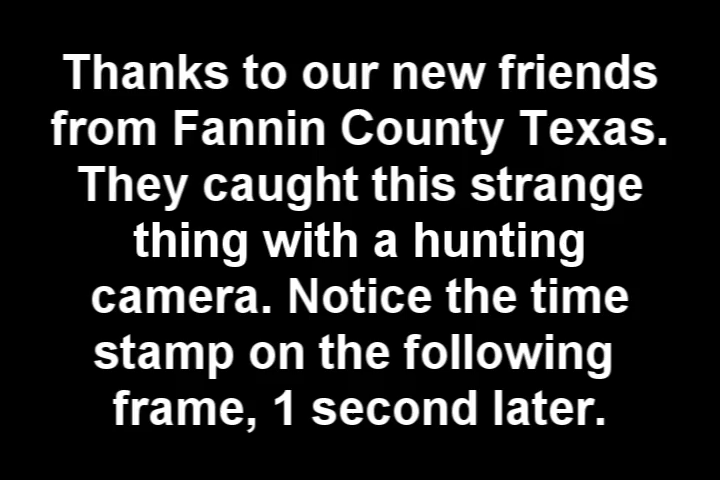 Thanks to our new friends
from Fannin County Texas.
They caught this strange
thing with a hunting
camera. Notice the time
stamp on the following
frame, 1 second later.